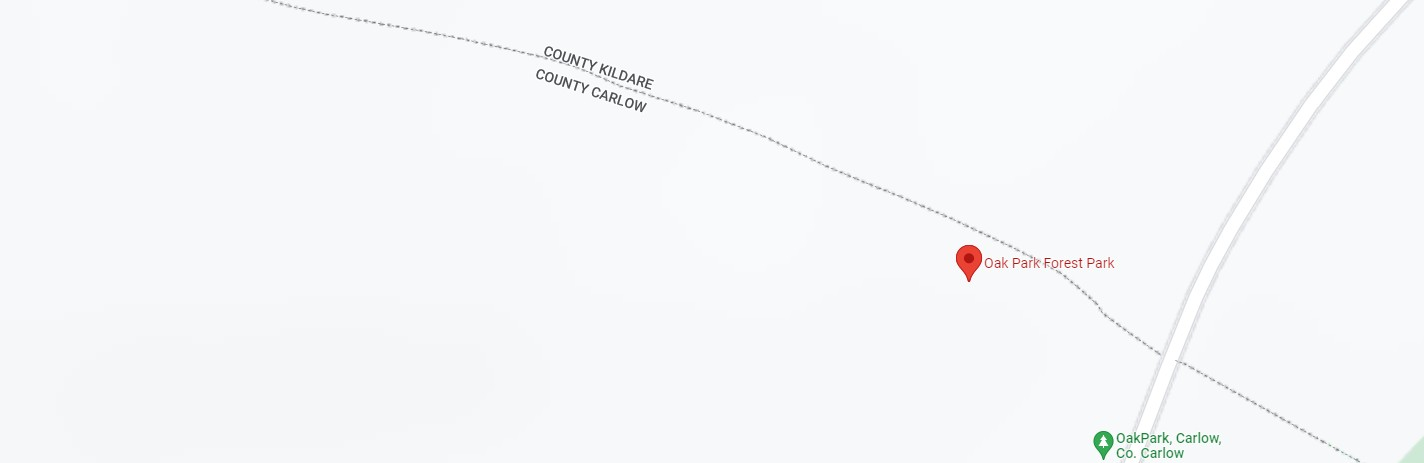 COUNTY KILDARE
COUNTY CARLOW
Oak Park Forest Park
OakPark, Carlow,
Co. Carlow